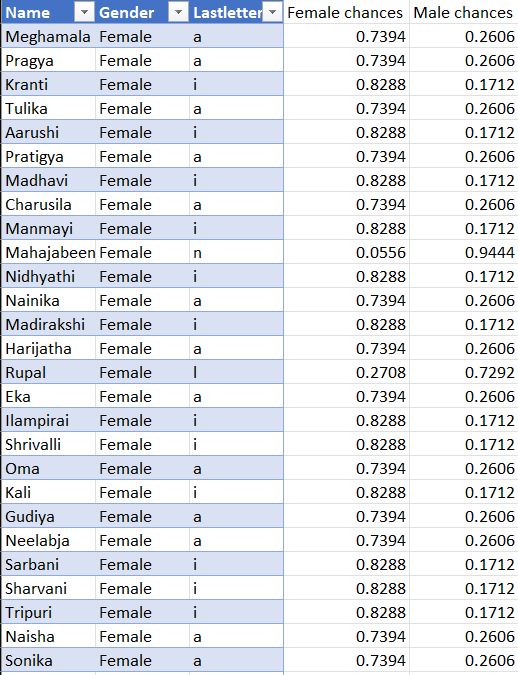 Name Gender Lastletter Female chances Male chances
Meghamala Female a 0.7394 0.2606
Pragya Female a 0.7394 0.2606
Kranti Female i 0.8288 0.1712
Tulika Female a 0.7394 0.2606
Aarushi Female i 0.8288 0.1712
Pratigya Female a 0.7394 0.2606
Madhavi Female i 0.8288 0.1712
Charusila Female a 0.7394 0.2606
Manmayi Female i 0.8288 0.1712
Mahajabeen Female n 0.0556 0.9444
Nidhyathi Female i 0.8288 0.1712
Nainika Female a 0.7394 0.2606
Madirakshi Female i 0.8288 0.1712
Harijatha Female a 0.7394 0.2606
Rupal Female l 0.2708 0.7292
Eka Female a 0.7394 0.2606
Ilampirai Female i 0.8288 0.1712
Shrivalli Female i 0.8288 0.1712
Oma Female a 0.7394 0.2606
Kali Female i 0.8288 0.1712
Gudiya Female a 0.7394 0.2606
Neelabja Female a 0.7394 0.2606
Sarbani Female i 0.8288 0.1712
Sharvani Female i 0.8288 0.1712
Tripuri Female i 0.8288 0.1712
Naisha Female a 0.7394 0.2606
Sonika Female a 0.7394 0.2606